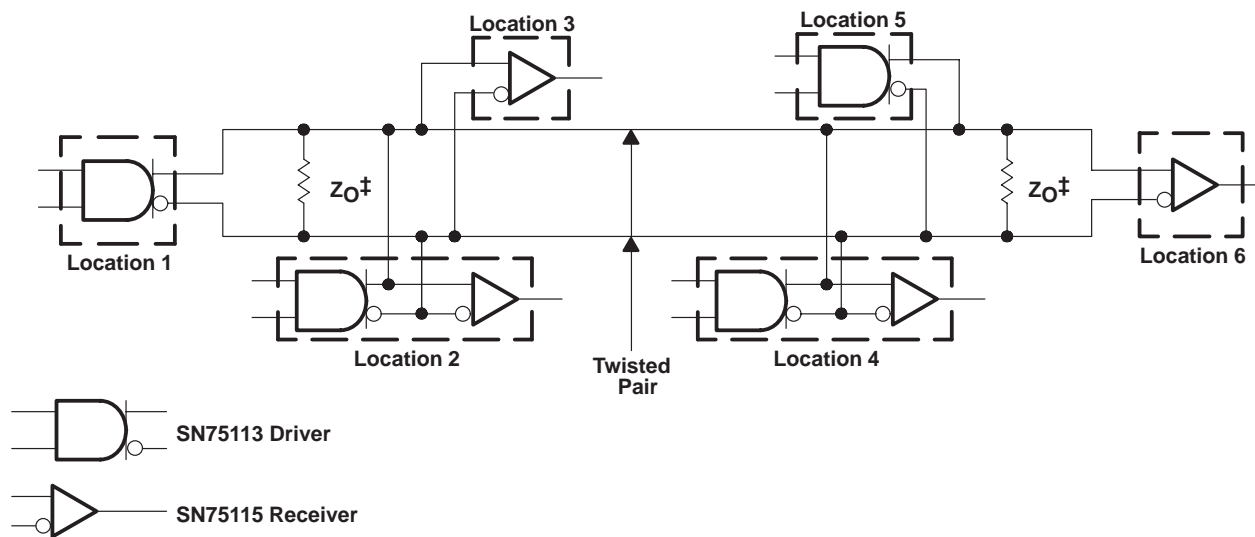 Location 3
Location 5
Location 1
ZO‡
ZO‡
Location 6
Location 2
Twisted
Pair
Location 4
SN75113 Driver
SN75115 Receiver